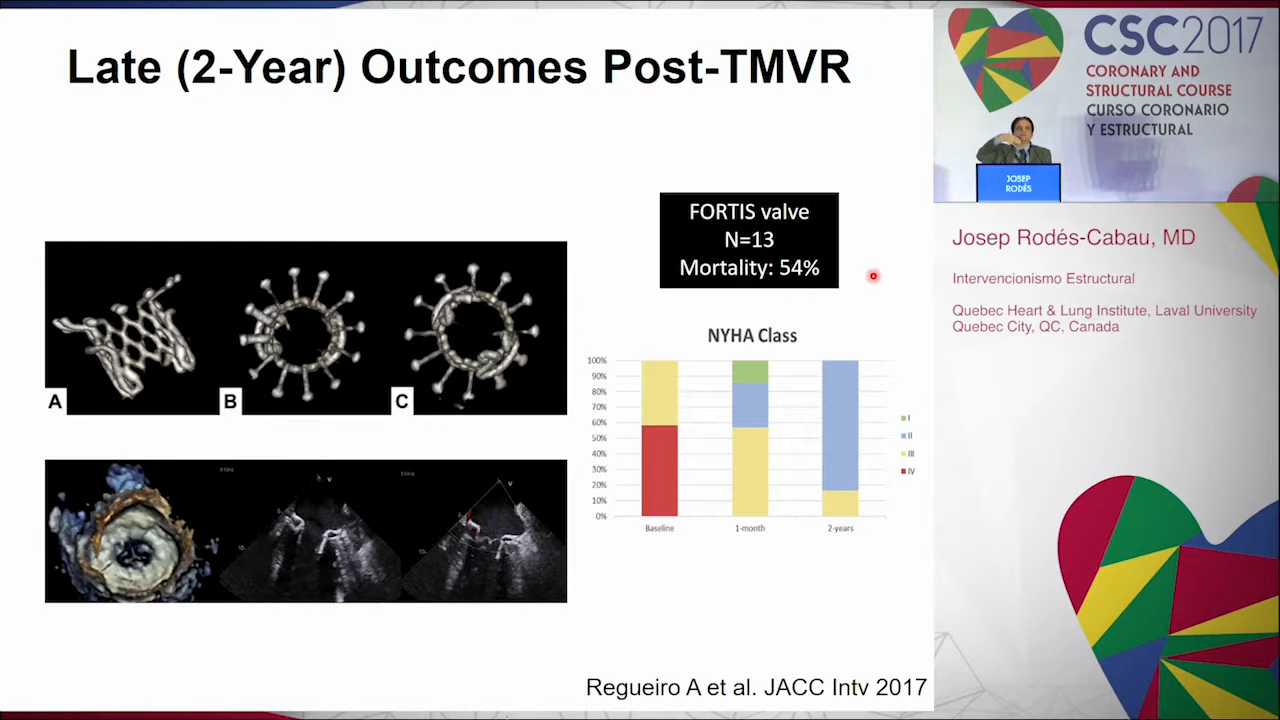 Late (2-Year) Outcomes Post-TMVR
FORTIS valve
N=13
Mortality: 54%
A
B
C
NYHA Class
100%
90%
80%
70%
60%
50%
40%
30%
20%
10%
0%
Baseline
1-month
2-years
I
II
III
IV
Regueiro A et al. JACC Intv 2017
CSC2017
CORONARY AND
STRUCTURAL COURSE
CURSO CORONARIO
Y ESTRUCTURAL
JOSEP
RODÉS
Josep Rodés-Cabau, MD
Intervencionismo Estructural
Quebec Heart & Lung Institute, Laval University
Quebec City, QC, Canada